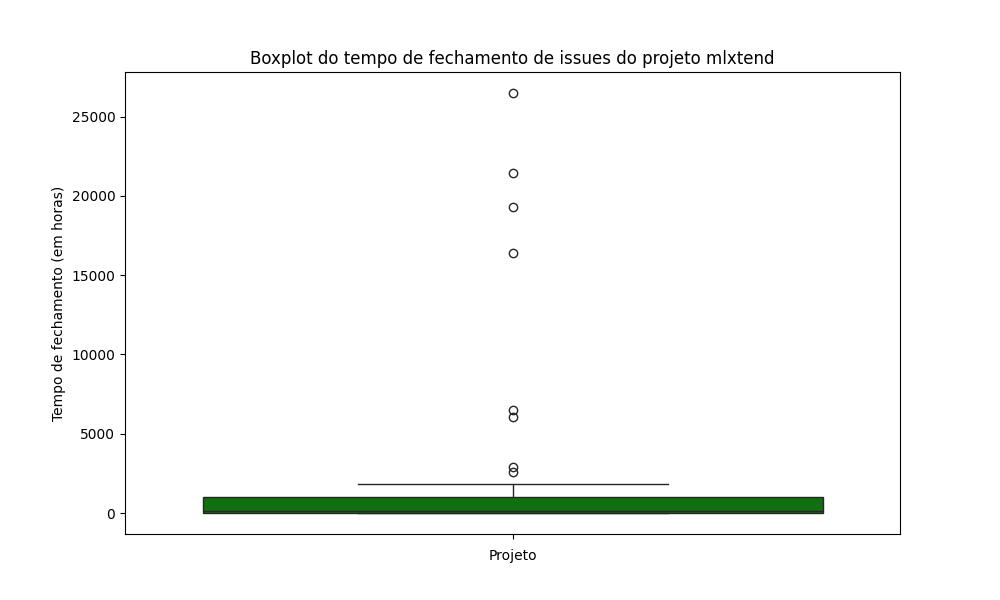 Boxplot do tempo de fechamento de issues do projeto mlxtend
Tempo de fechamento (em horas)
25000
20000
15000
10000
5000
0
Projeto